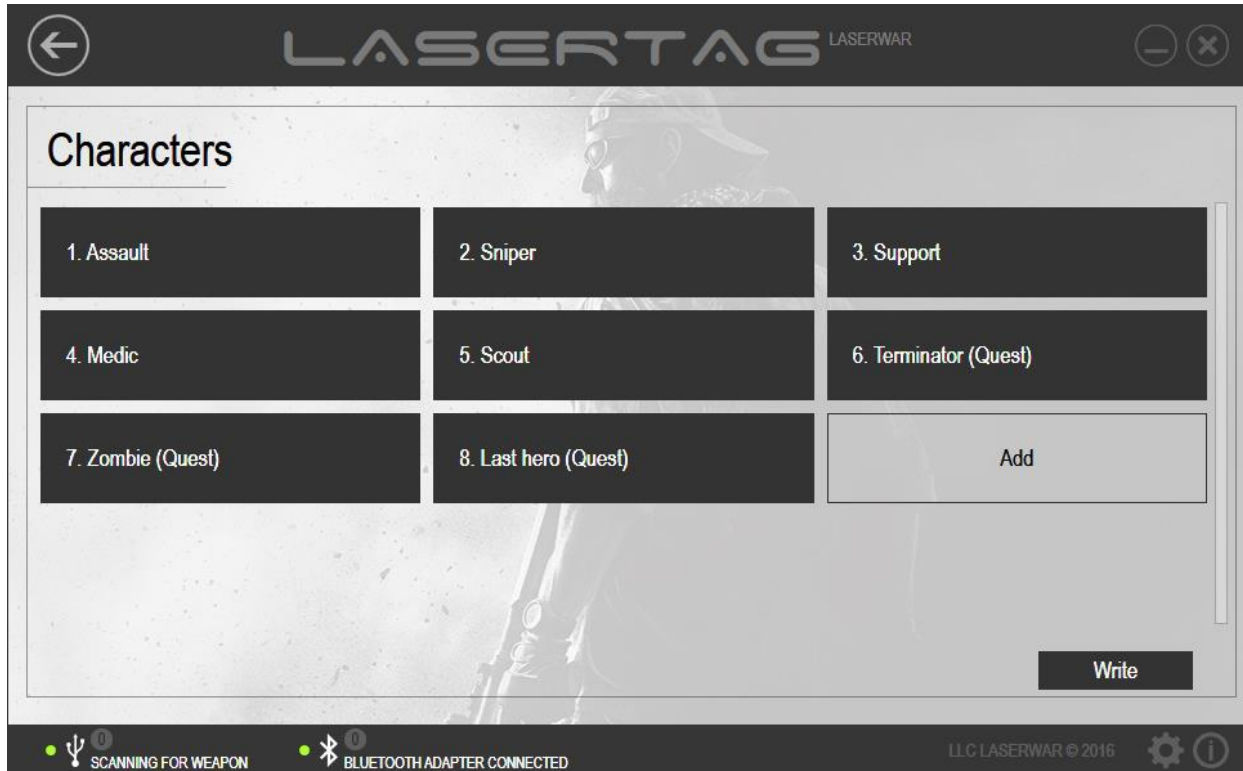 LASERTAG LASERWAR
Characters
1. Assault
2. Sniper
3. Support
4. Medic
5. Scout
6. Terminator (Quest)
7. Zombie (Quest)
8. Last hero (Quest)
Add
Write
0
SCANNING FOR WEAPON
0
BLUETOOTH ADAPTER CONNECTED
LLC LASERWAR © 2016